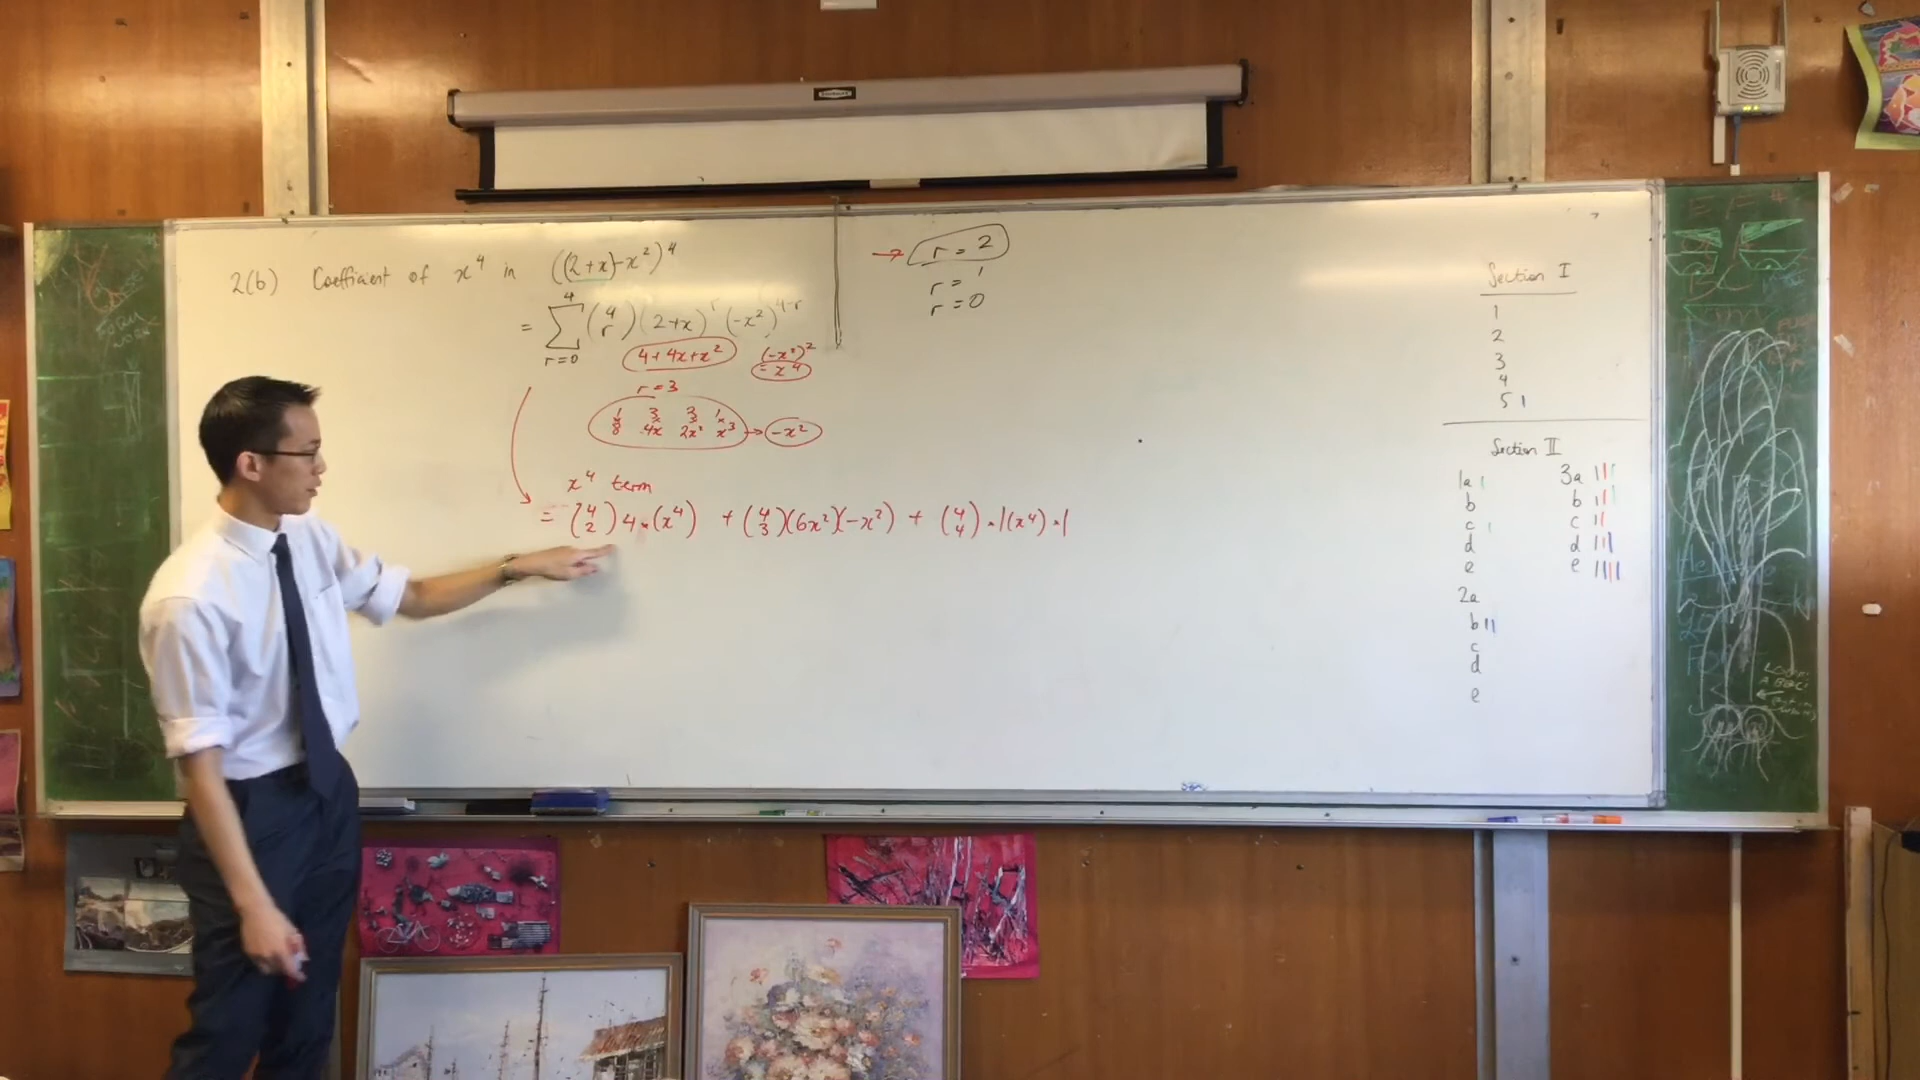 2(b) Coefficient of x⁴ in ((2+x)-x²)⁴
= ∑ (4 r)(2+x)^r (-x²)^(4-r)
4
r=0
4+4x+x²
(-x²)²
= x⁴
r=3
1 3 3 1
8 4x 2x² x³ → -x²
x⁴ term
= (4 2) 4·(x⁴) + (4 3)(6x²)(-x²) + (4 4)·1(x⁴)·1
→ r = 2
r = 1
r = 0
Section I
1
2
3
4
5 |
Section II
1a |
b
c |
d
e
2a
b ||
c
d
e
3a |||
b |||
c ||
d |||
e ||||